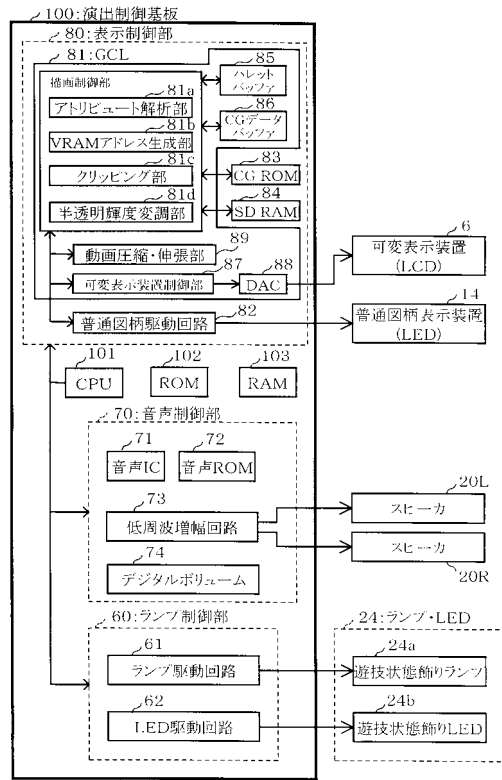 100:演出制御基板
80:表示制御部
81:GCL
描画制御部
81a
アトリビュート解析部
81b
VRAMアドレス生成部
81c
クリッピング部
81d
半透明輝度変調部
85
パレット
バッファ
86
CGデータ
バッファ
83
CG ROM
84
SD RAM
89
動画圧縮・伸張部
87
可変表示装置制御部
88
DAC
82
普通図柄駆動回路
6
可変表示装置
(LCD)
14
普通図柄表示装置
(LED)
101
CPU
102
ROM
103
RAM
70:音声制御部
71
音声IC
72
音声ROM
73
低周波増幅回路
74
デジタルボリューム
20L
スピーカ
スピーカ
20R
60:ランプ制御部
61
ランプ駆動回路
62
LED駆動回路
24:ランプ・LED
24a
遊技状態飾りランプ
24b
遊技状態飾りLED